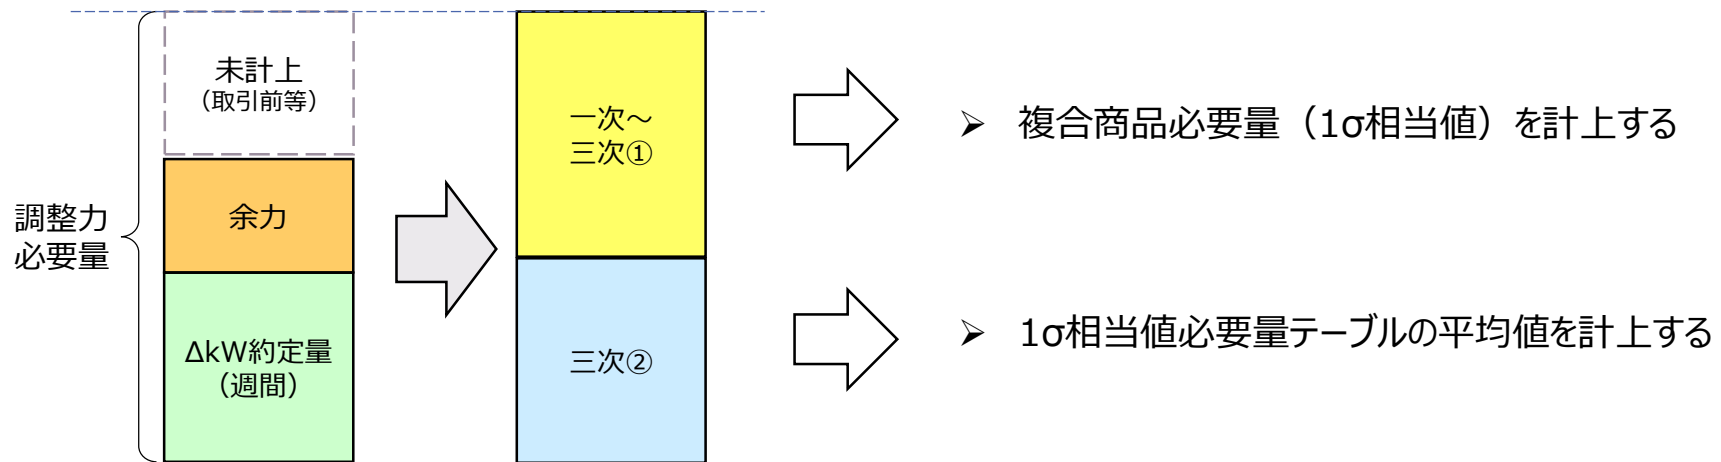 調整力
必要量
未計上
（取引前等）
余力
ΔkW約定量
（週間）
一次～
三次①
三次②
➢ 複合商品必要量（1σ相当値）を計上する
➢ 1σ相当値必要量テーブルの平均値を計上する